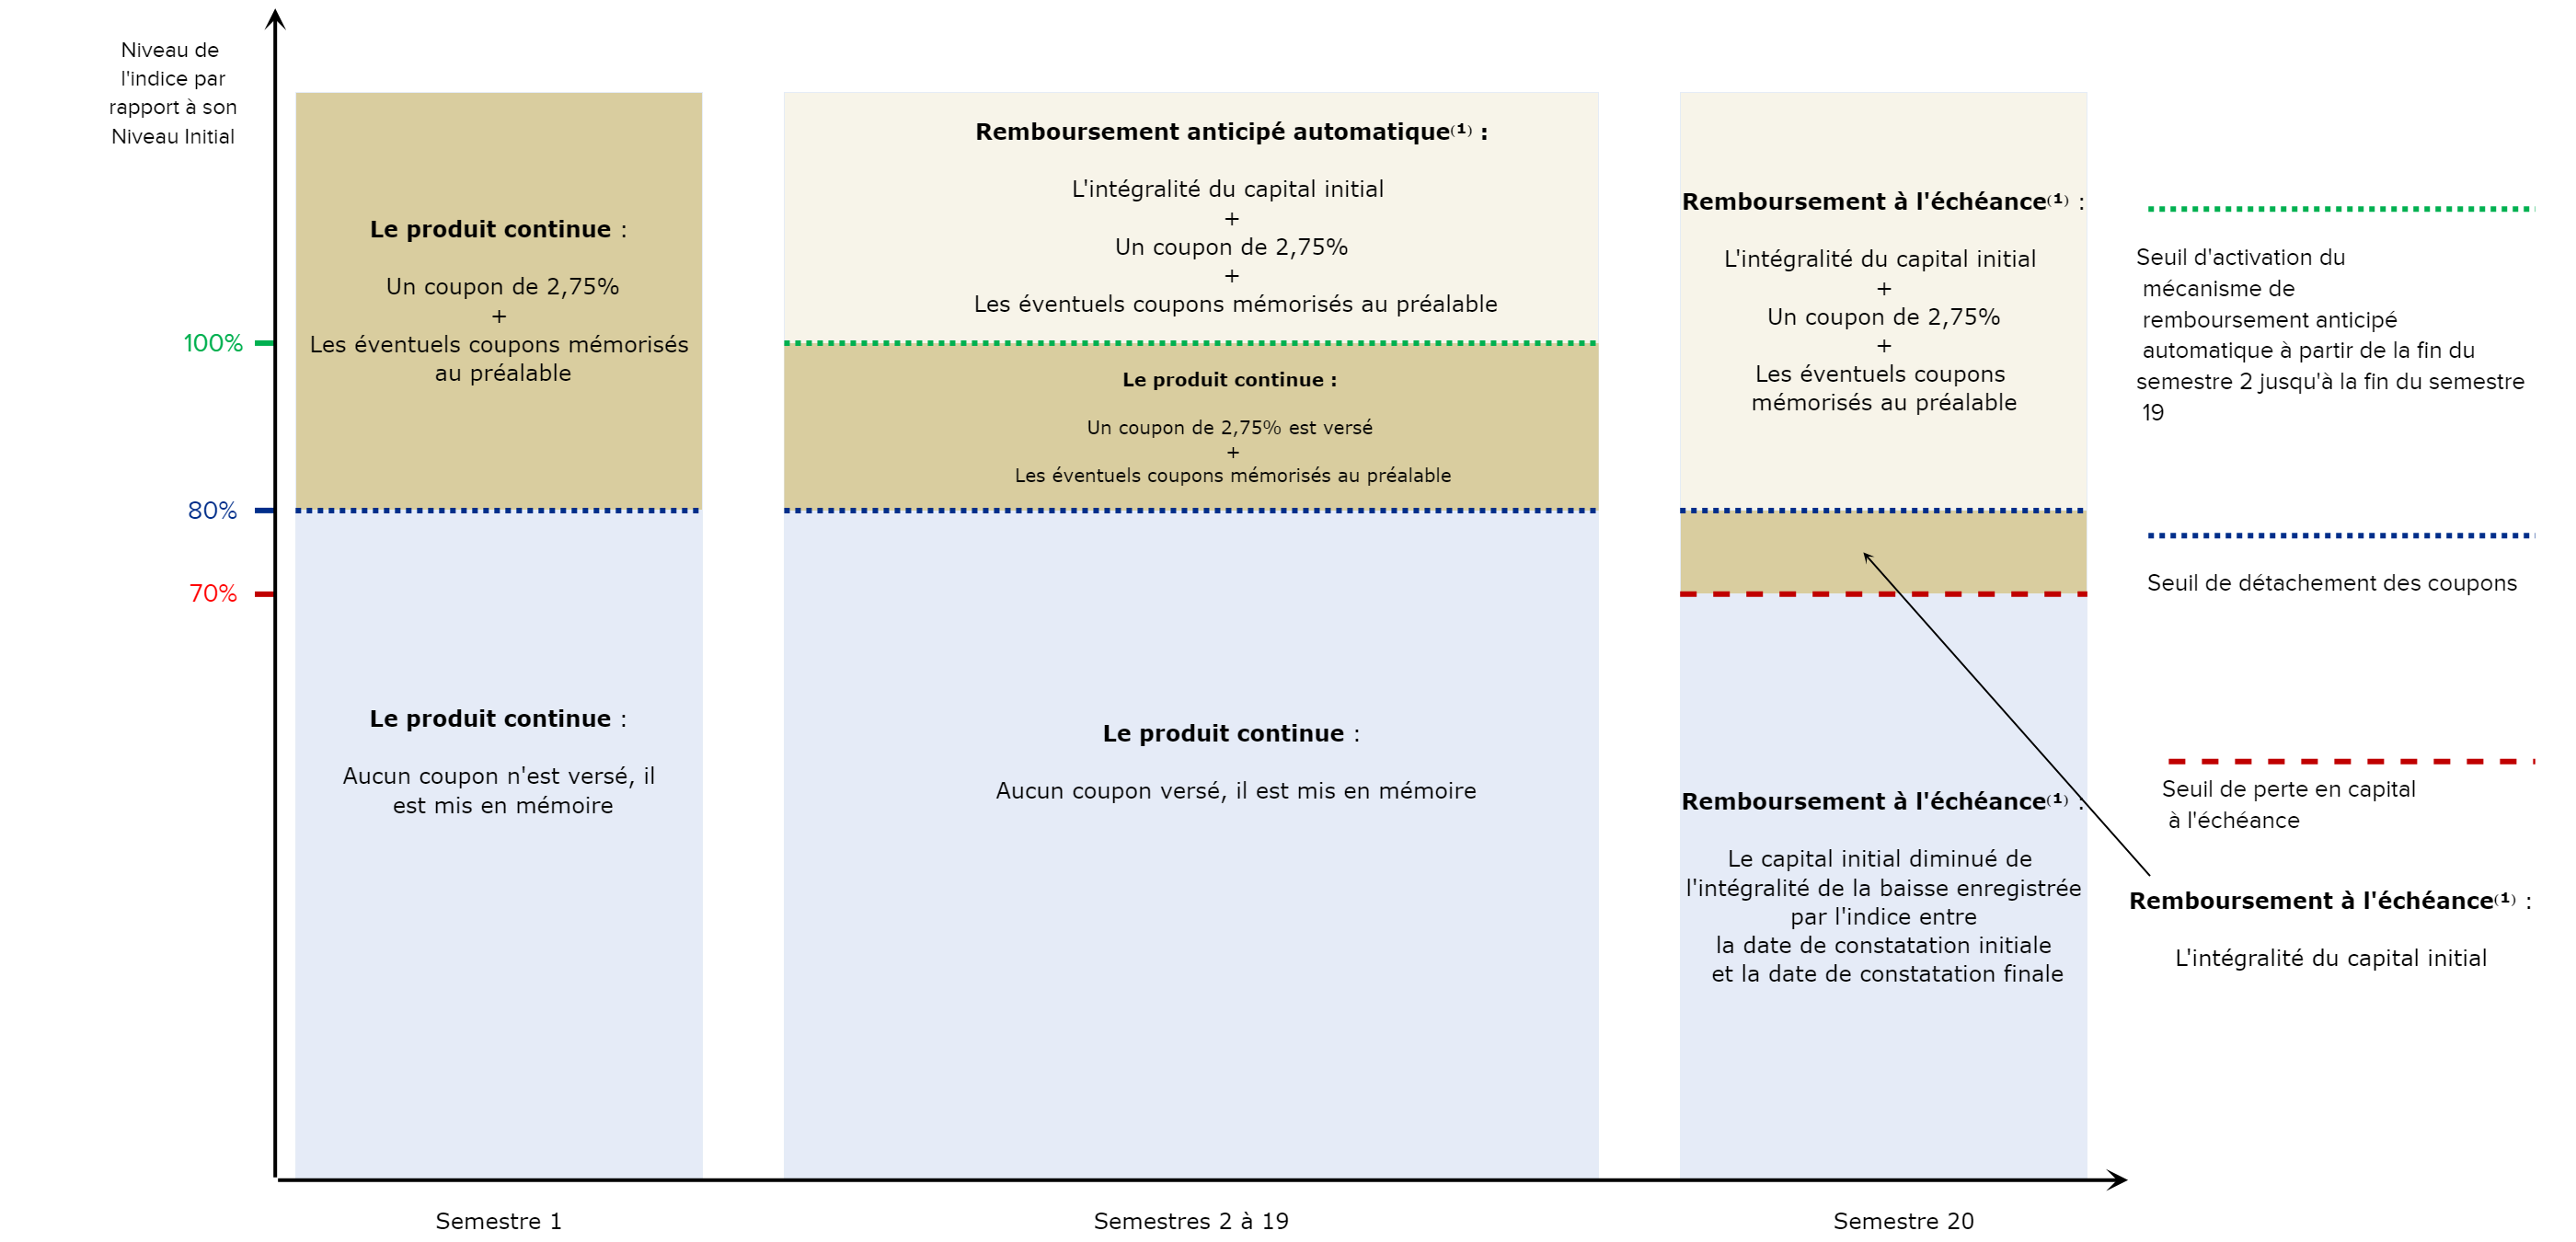 Niveau de
l'indice par
rapport à son
Niveau Initial
100%
80%
70%
Le produit continue :
Un coupon de 2,75%
+
Les éventuels coupons mémorisés
au préalable
Le produit continue :
Aucun coupon n'est versé, il
est mis en mémoire
Semestre 1
Remboursement anticipé automatique⁽¹⁾ :
L'intégralité du capital initial
+
Un coupon de 2,75%
+
Les éventuels coupons mémorisés au préalable
Le produit continue :
Un coupon de 2,75% est versé
+
Les éventuels coupons mémorisés au préalable
Le produit continue :
Aucun coupon versé, il est mis en mémoire
Semestres 2 à 19
Remboursement à l'échéance⁽¹⁾ :
L'intégralité du capital initial
+
Un coupon de 2,75%
+
Les éventuels coupons
mémorisés au préalable
Remboursement à l'échéance⁽¹⁾ :
Le capital initial diminué de
l'intégralité de la baisse enregistrée
par l'indice entre
la date de constatation initiale
et la date de constatation finale
Semestre 20
Seuil d'activation du
mécanisme de
remboursement anticipé
automatique à partir de la fin du
semestre 2 jusqu'à la fin du semestre
19
Seuil de détachement des coupons
Seuil de perte en capital
à l'échéance
Remboursement à l'échéance⁽¹⁾ :
L'intégralité du capital initial